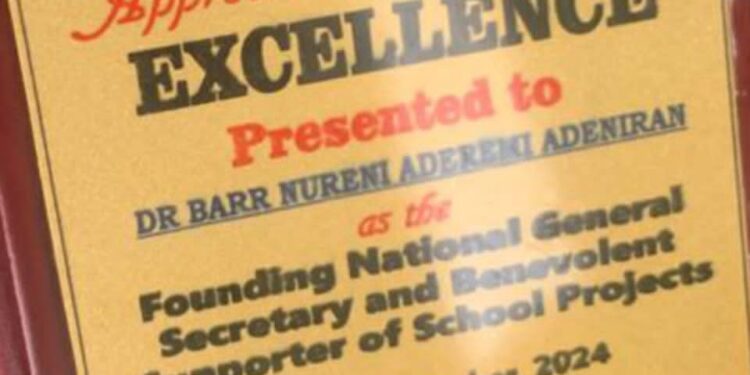 EXCELLENCE
Presented to
DR BARR NURENI ADEREMI ADENIRAN
as the
Founding National General
Secretary and Benevolent
Supporter of School Projects
2024